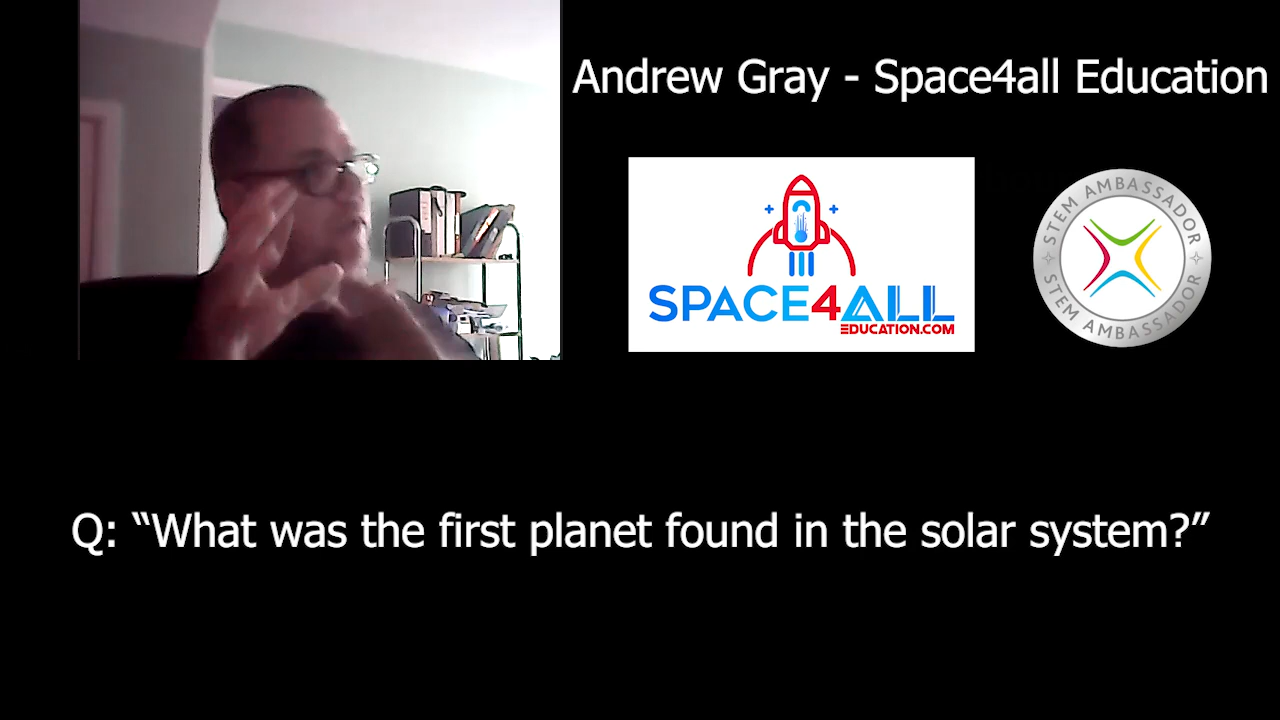 Andrew Gray - Space4all Education
SPACE4ALL
EDUCATION.COM
STEM AMBASSADOR
STEM AMBASSADOR
Q: “What was the first planet found in the solar system?”